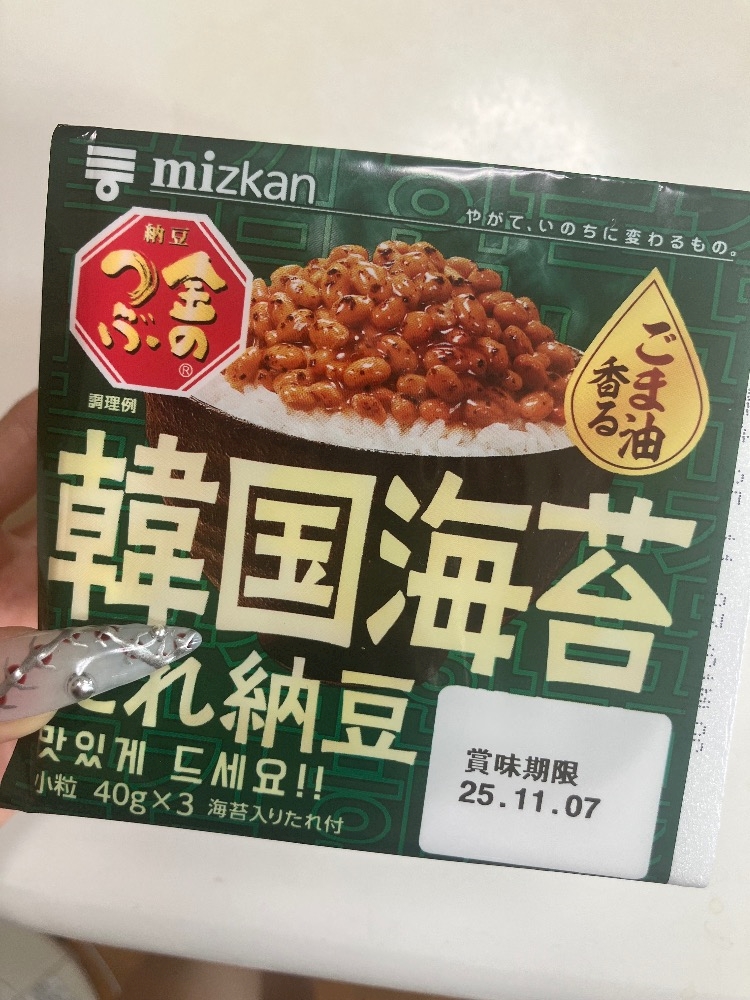 mizkan
やがて、いのちに変わるもの。
納豆
金の
つぶ®
ごま油
香る
調理例
韓国海苔
れ納豆
맛있게 드세요!!
小粒 40g×3 海苔入りたれ付
賞味期限
25.11.07